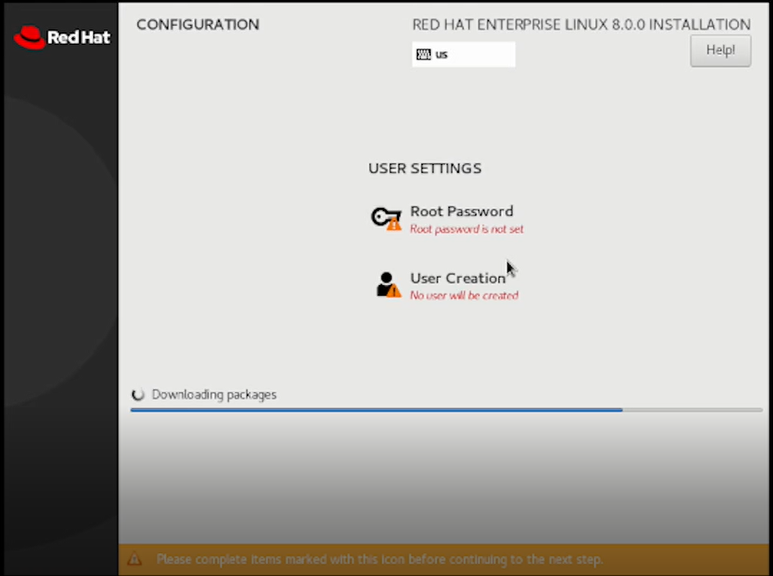 Red Hat
CONFIGURATION
RED HAT ENTERPRISE LINUX 8.0.0 INSTALLATION
us
Help!
USER SETTINGS
Root Password
Root password is not set
User Creation
No user will be created
Downloading packages
Please complete items marked with this icon before continuing to the next step.